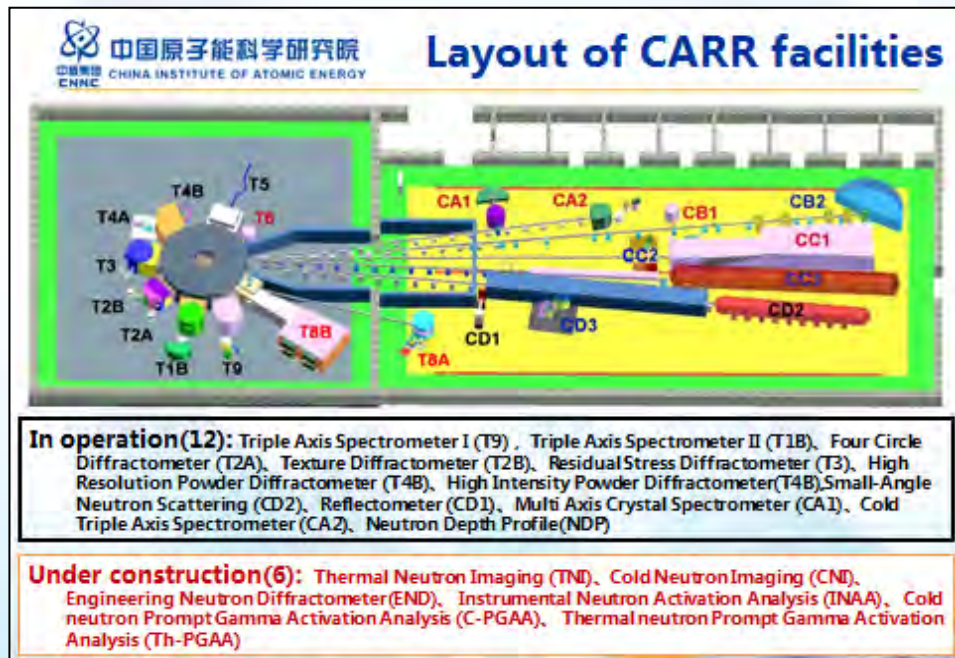 中国原子能科学研究院
中核集团
CNNC
CHINA INSTITUTE OF ATOMIC ENERGY
Layout of CARR facilities
T5
T4B
T4A
T6
T3
T2B
T2A
T1B
T9
T8B
T8A
CA1
CA2
CB1
CB2
CC1
CC2
CC3
CD1
CD3
CD2
In operation(12): Triple Axis Spectrometer I (T9) 、Triple Axis Spectrometer II (T1B)、Four Circle
Diffractometer (T2A)、Texture Diffractometer (T2B)、Residual Stress Diffractometer (T3)、High
Resolution Powder Diffractometer (T4B)、High Intensity Powder Diffractometer(T4B),Small-Angle
Neutron Scattering (CD2)、Reflectometer (CD1)、Multi Axis Crystal Spectrometer (CA1)、Cold
Triple Axis Spectrometer (CA2)、Neutron Depth Profile(NDP)
Under construction(6): Thermal Neutron Imaging (TNI)、Cold Neutron Imaging (CNI)、
Engineering Neutron Diffractometer(END)、 Instrumental Neutron Activation Analysis (INAA)、 Cold
neutron Prompt Gamma Activation Analysis (C-PGAA)、 Thermal neutron Prompt Gamma Activation
Analysis (Th-PGAA)